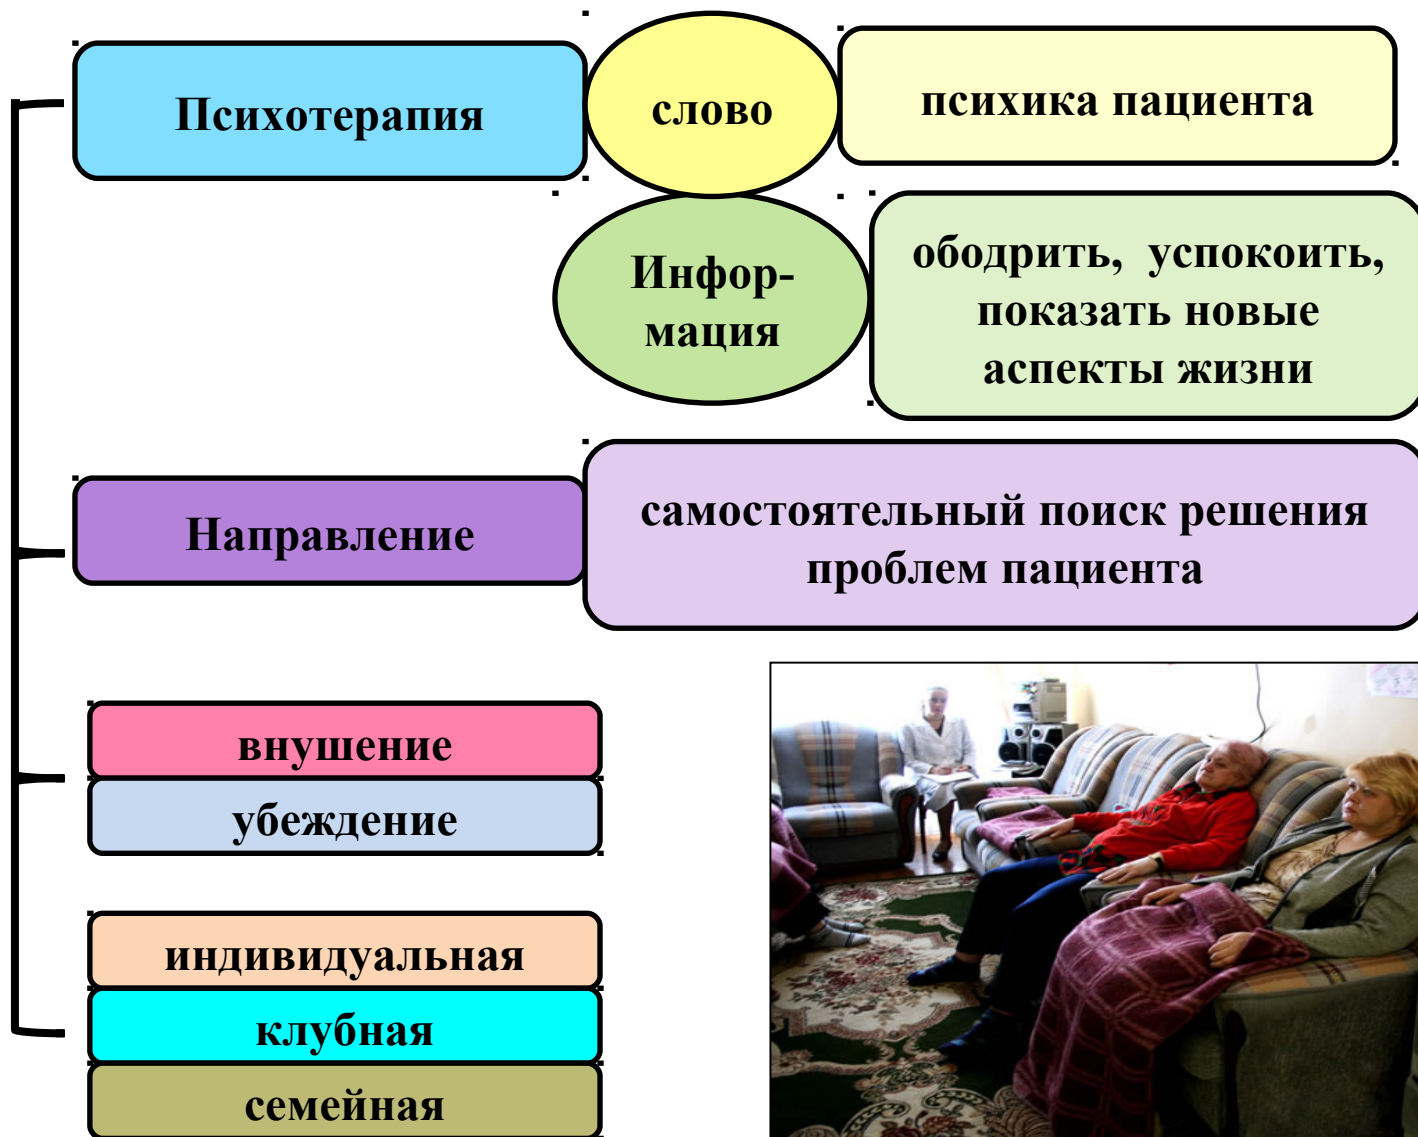 Психотерапия
слово
психика пациента
Инфор-
мация
ободрить, успокоить,
показать новые
аспекты жизни
Направление
самостоятельный поиск решения
проблем пациента
внушение
убеждение
индивидуальная
клубная
семейная